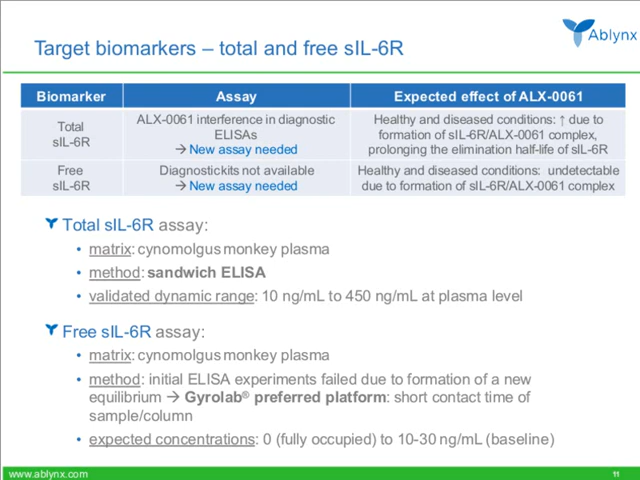 Target biomarkers – total and free sIL-6R
Ablynx
Biomarker Assay Expected effect of ALX-0061
Total
sIL-6R
ALX-0061 interference in diagnostic
ELISAs
→ New assay needed
Healthy and diseased conditions: ↑ due to
formation of sIL-6R/ALX-0061 complex,
prolonging the elimination half-life of sIL-6R
Free
sIL-6R
Diagnostickits not available
→ New assay needed
Healthy and diseased conditions: undetectable
due to formation of sIL-6R/ALX-0061 complex
Total sIL-6R assay:
• matrix: cynomolgus monkey plasma
• method: sandwich ELISA
• validated dynamic range: 10 ng/mL to 450 ng/mL at plasma level
Free sIL-6R assay:
• matrix: cynomolgus monkey plasma
• method: initial ELISA experiments failed due to formation of a new
equilibrium → Gyrolab® preferred platform: short contact time of
sample/column
• expected concentrations: 0 (fully occupied) to 10-30 ng/mL (baseline)
www.ablynx.com
11